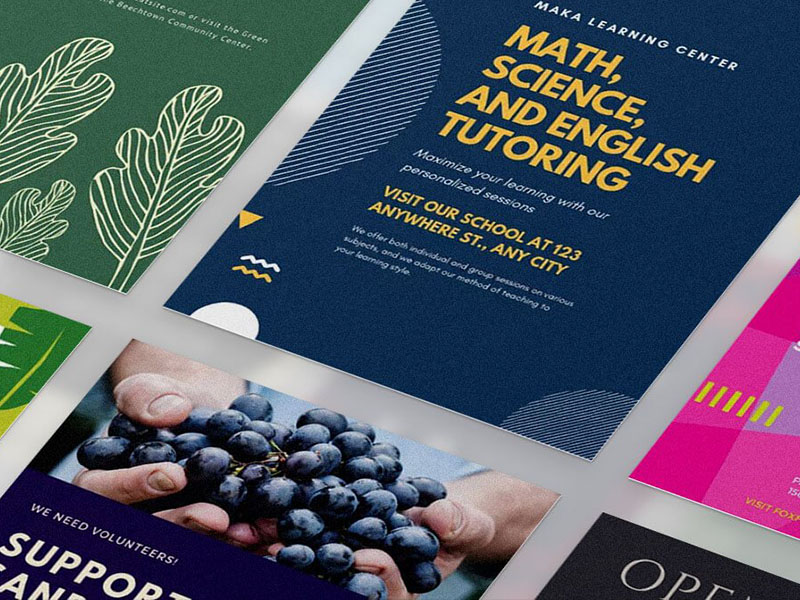 atsite.com or visit the Green
Beechtown Community Center.
MAKA LEARNING CENTER
MATH,
SCIENCE,
AND ENGLISH
TUTORING
Maximize your learning with our
personalized sessions
VISIT OUR SCHOOL AT 123
ANYWHERE ST., ANY CITY
We offer both individual and group sessions on various
subjects, and we adapt our method of teaching to
your learning style.
VISIT FOX
WE NEED VOLUNTEERS!
SUPPORT
OPE